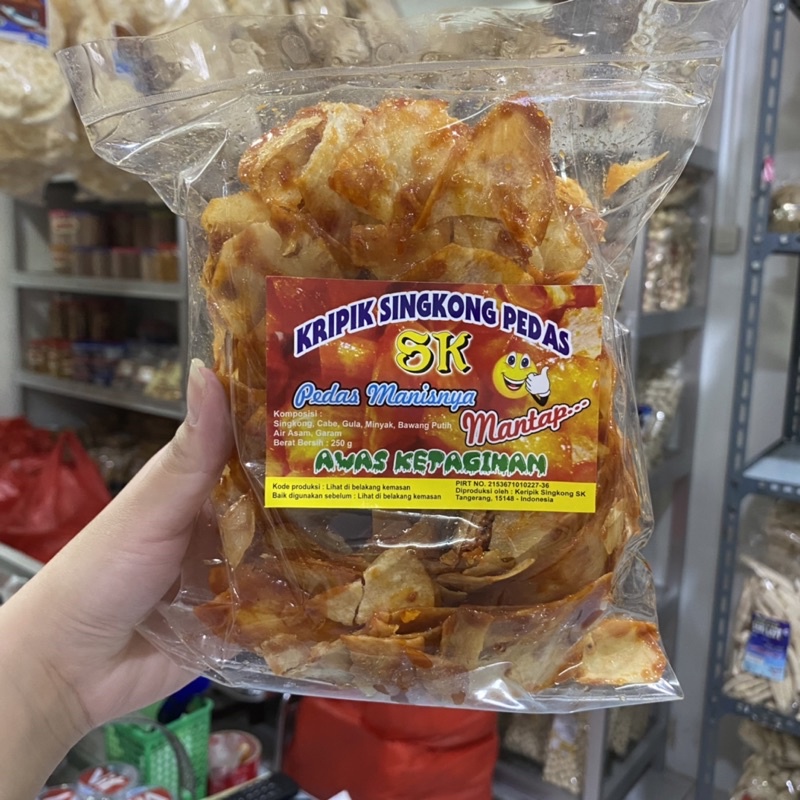 KRIPIK SINGKONG PEDAS
SK
Pedas Manisnya
Mantap...
Komposisi :
Singkong, Cabe, Gula, Minyak, Bawang Putih
Air Asam, Garam
Berat Bersih : 250 g
AWAS KETAGIHAN
Kode produksi : Lihat di belakang kemasan
Baik digunakan sebelum : Lihat di belakang kemasan
PIRT NO. 2153671010227-36
Diproduksi oleh : Keripik Singkong SK
Tangerang, 15148 - Indonesia